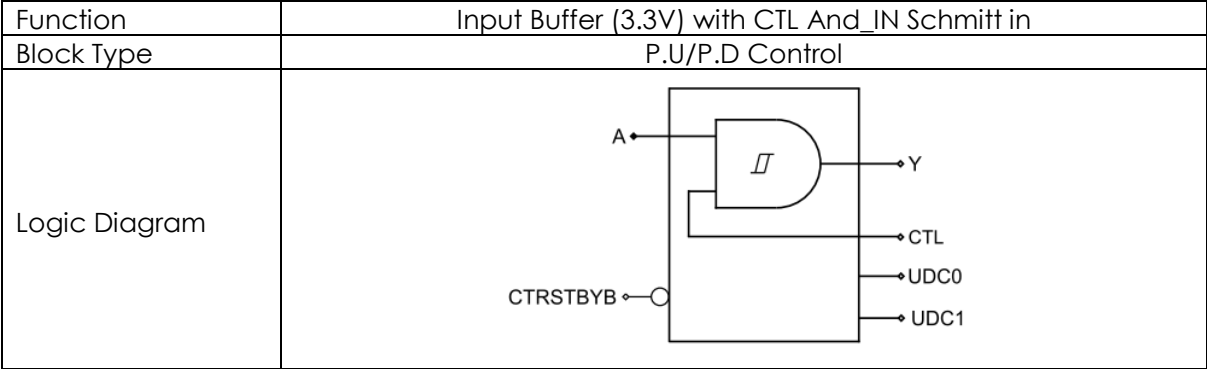 Function
Input Buffer (3.3V) with CTL And_IN Schmitt in
Block Type
P.U/P.D Control
Logic Diagram
A
Y
CTL
UDC0
CTRSTBYB
UDC1